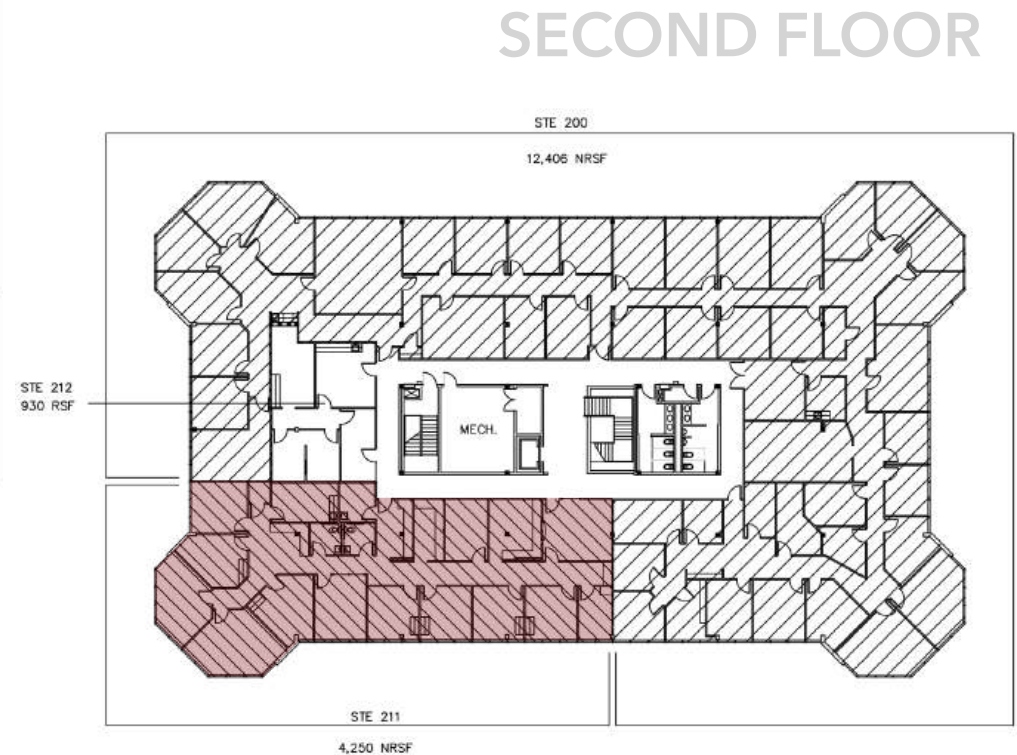 SECOND FLOOR
STE 200
12,406 NRSF
STE 212
930 RSF
MECH.
STE 211
4,250 NRSF